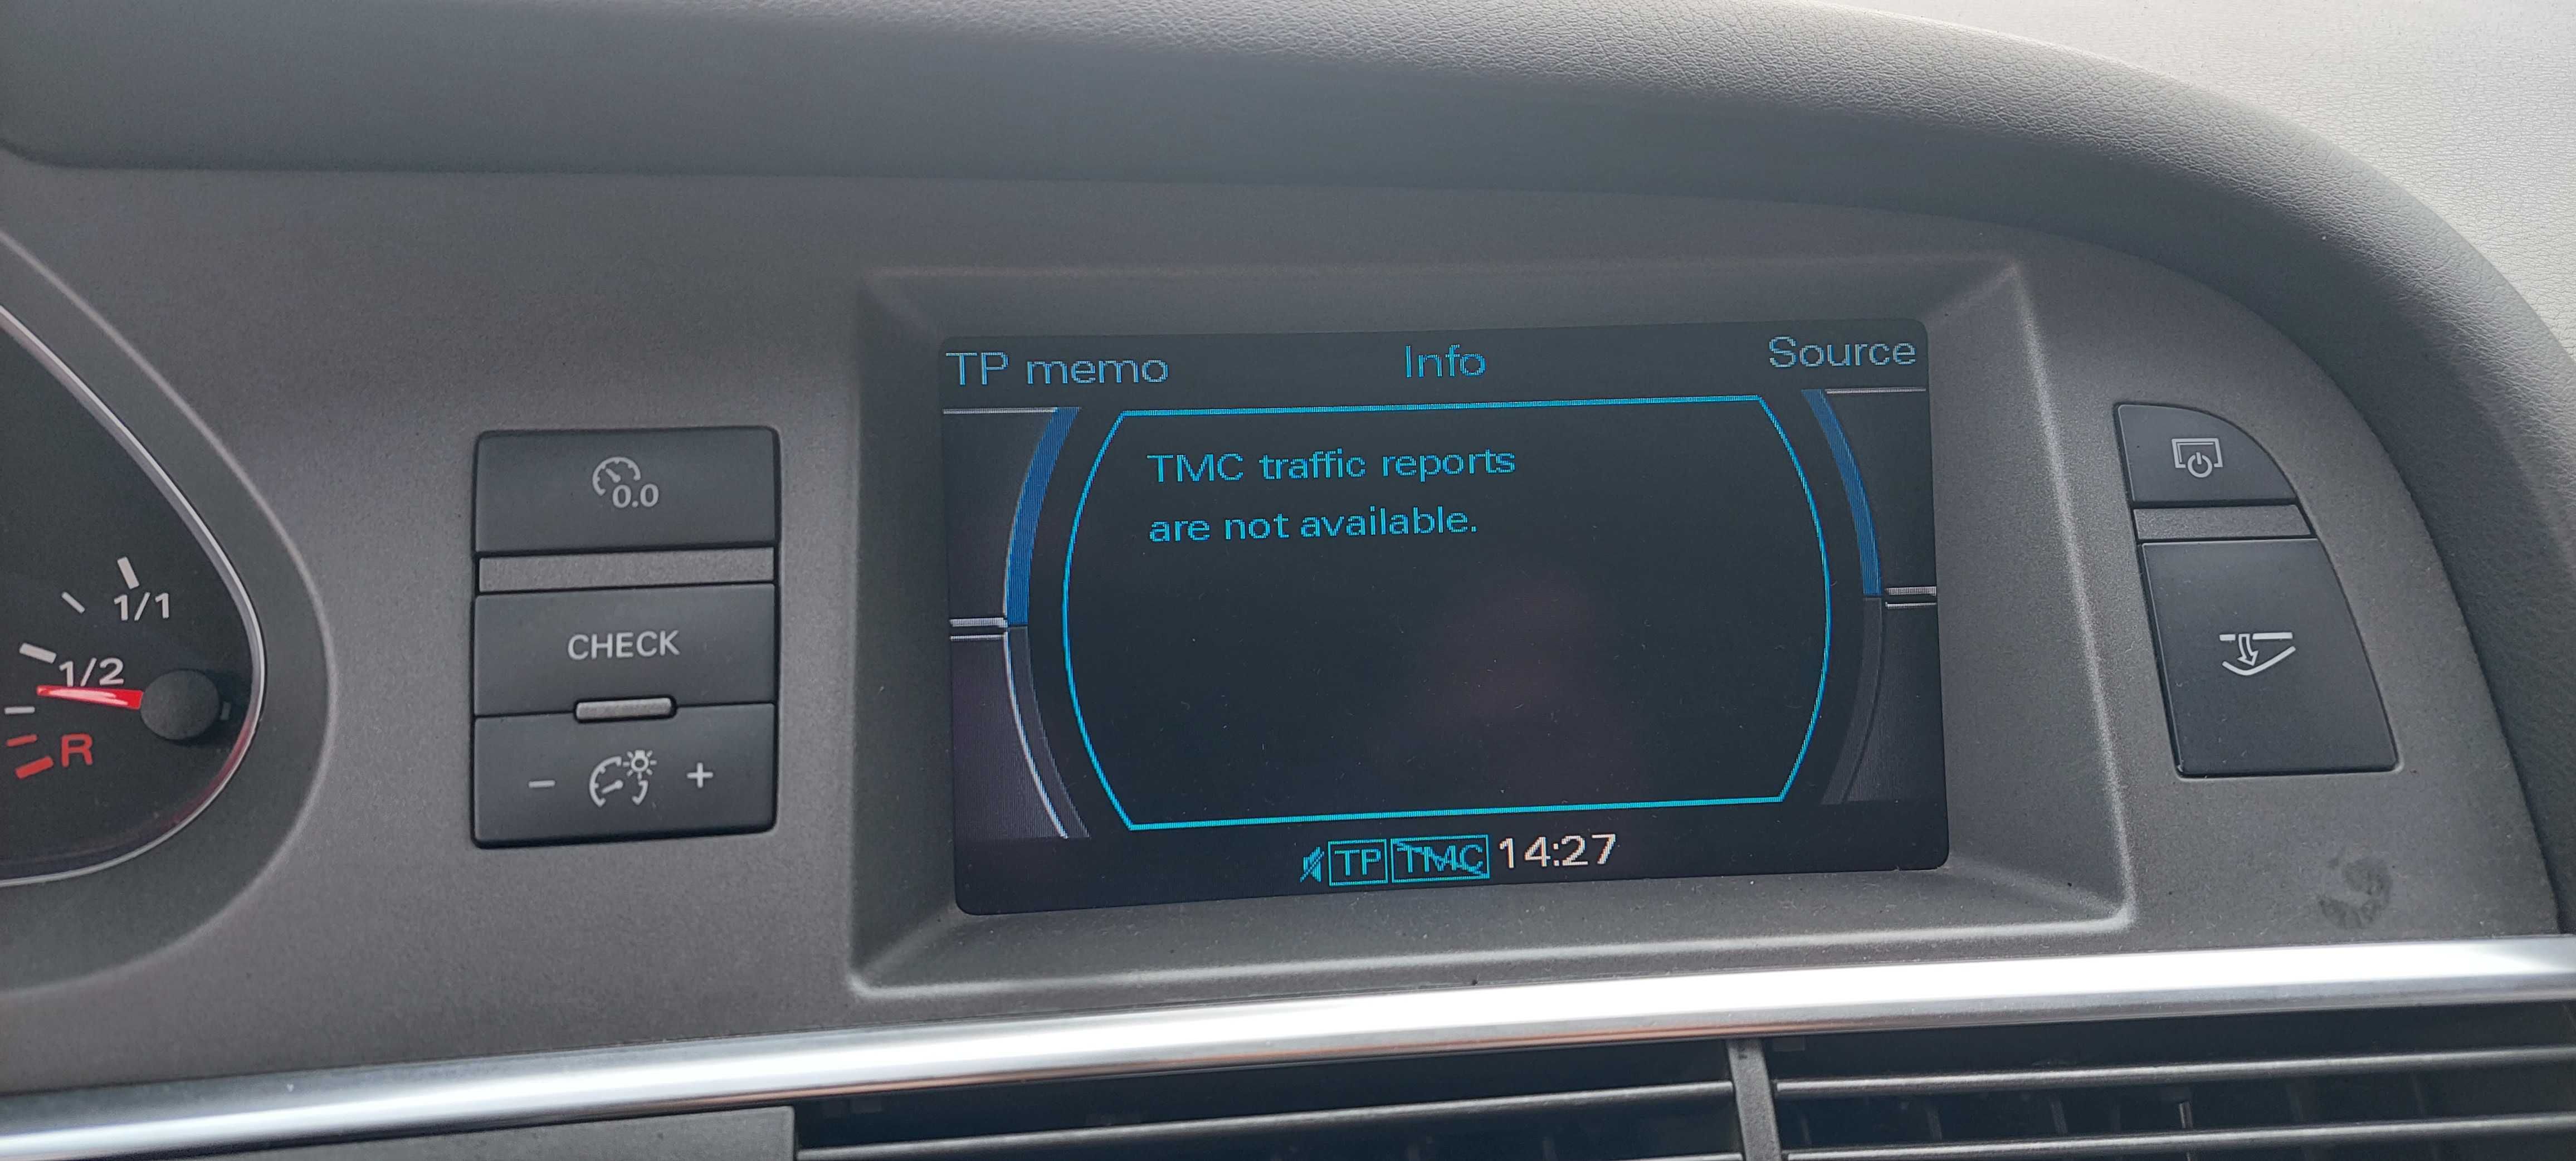 TP memo
Info
Source
TMC traffic reports
are not available.
TP TMC 14:27
0.0
CHECK
- +
1/1
1/2
R